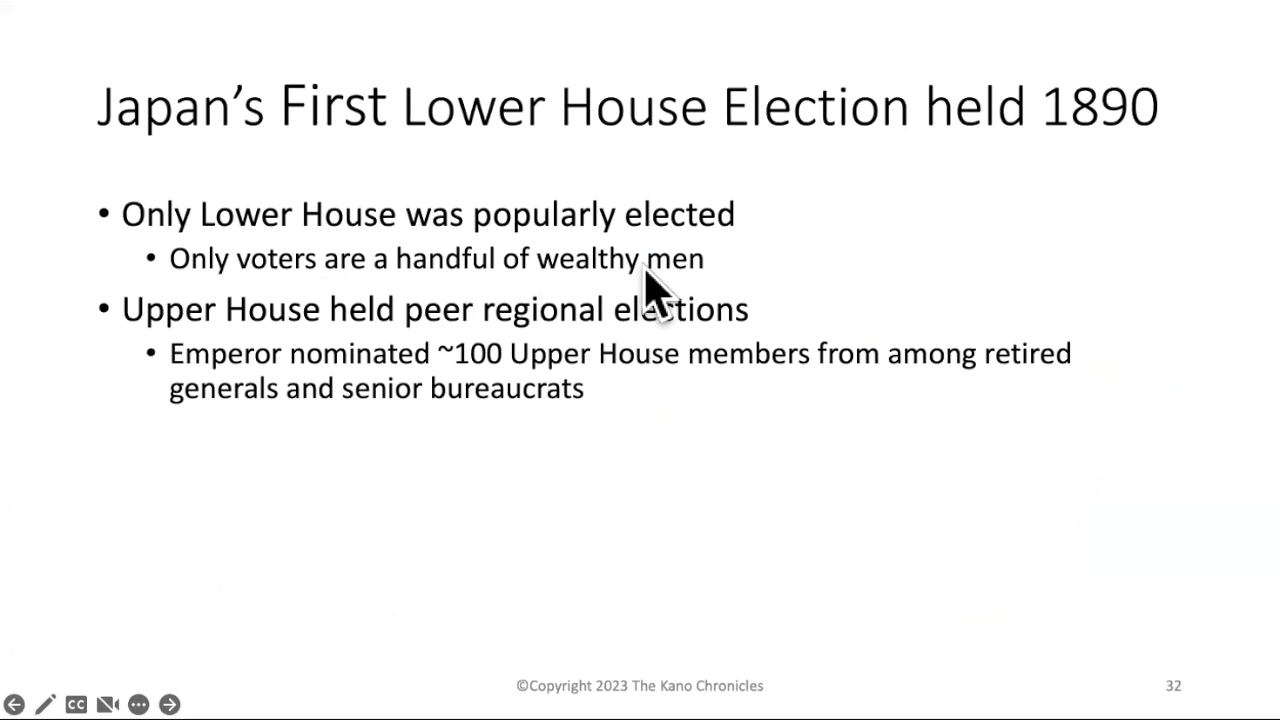 Japan’s First Lower House Election held 1890
• Only Lower House was popularly elected
• Only voters are a handful of wealthy men
• Upper House held peer regional elections
• Emperor nominated ~100 Upper House members from among retired
generals and senior bureaucrats
©Copyright 2023 The Kano Chronicles
32
CC